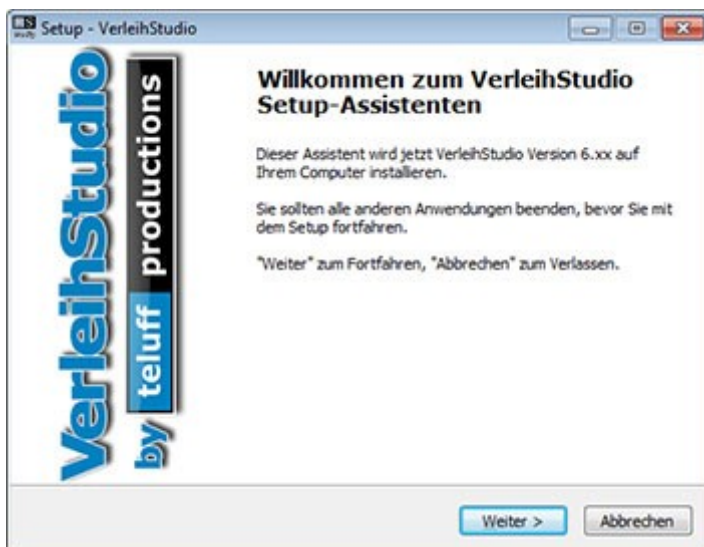 Setup - VerleihStudio
VerleihStudio
by teluff productions
Willkommen zum VerleihStudio
Setup-Assistenten
Dieser Assistent wird jetzt VerleihStudio Version 6.xx auf
Ihrem Computer installieren.
Sie sollten alle anderen Anwendungen beenden, bevor Sie mit
dem Setup fortfahren.
"Weiter" zum Fortfahren, "Abbrechen" zum Verlassen.
Weiter >
Abbrechen